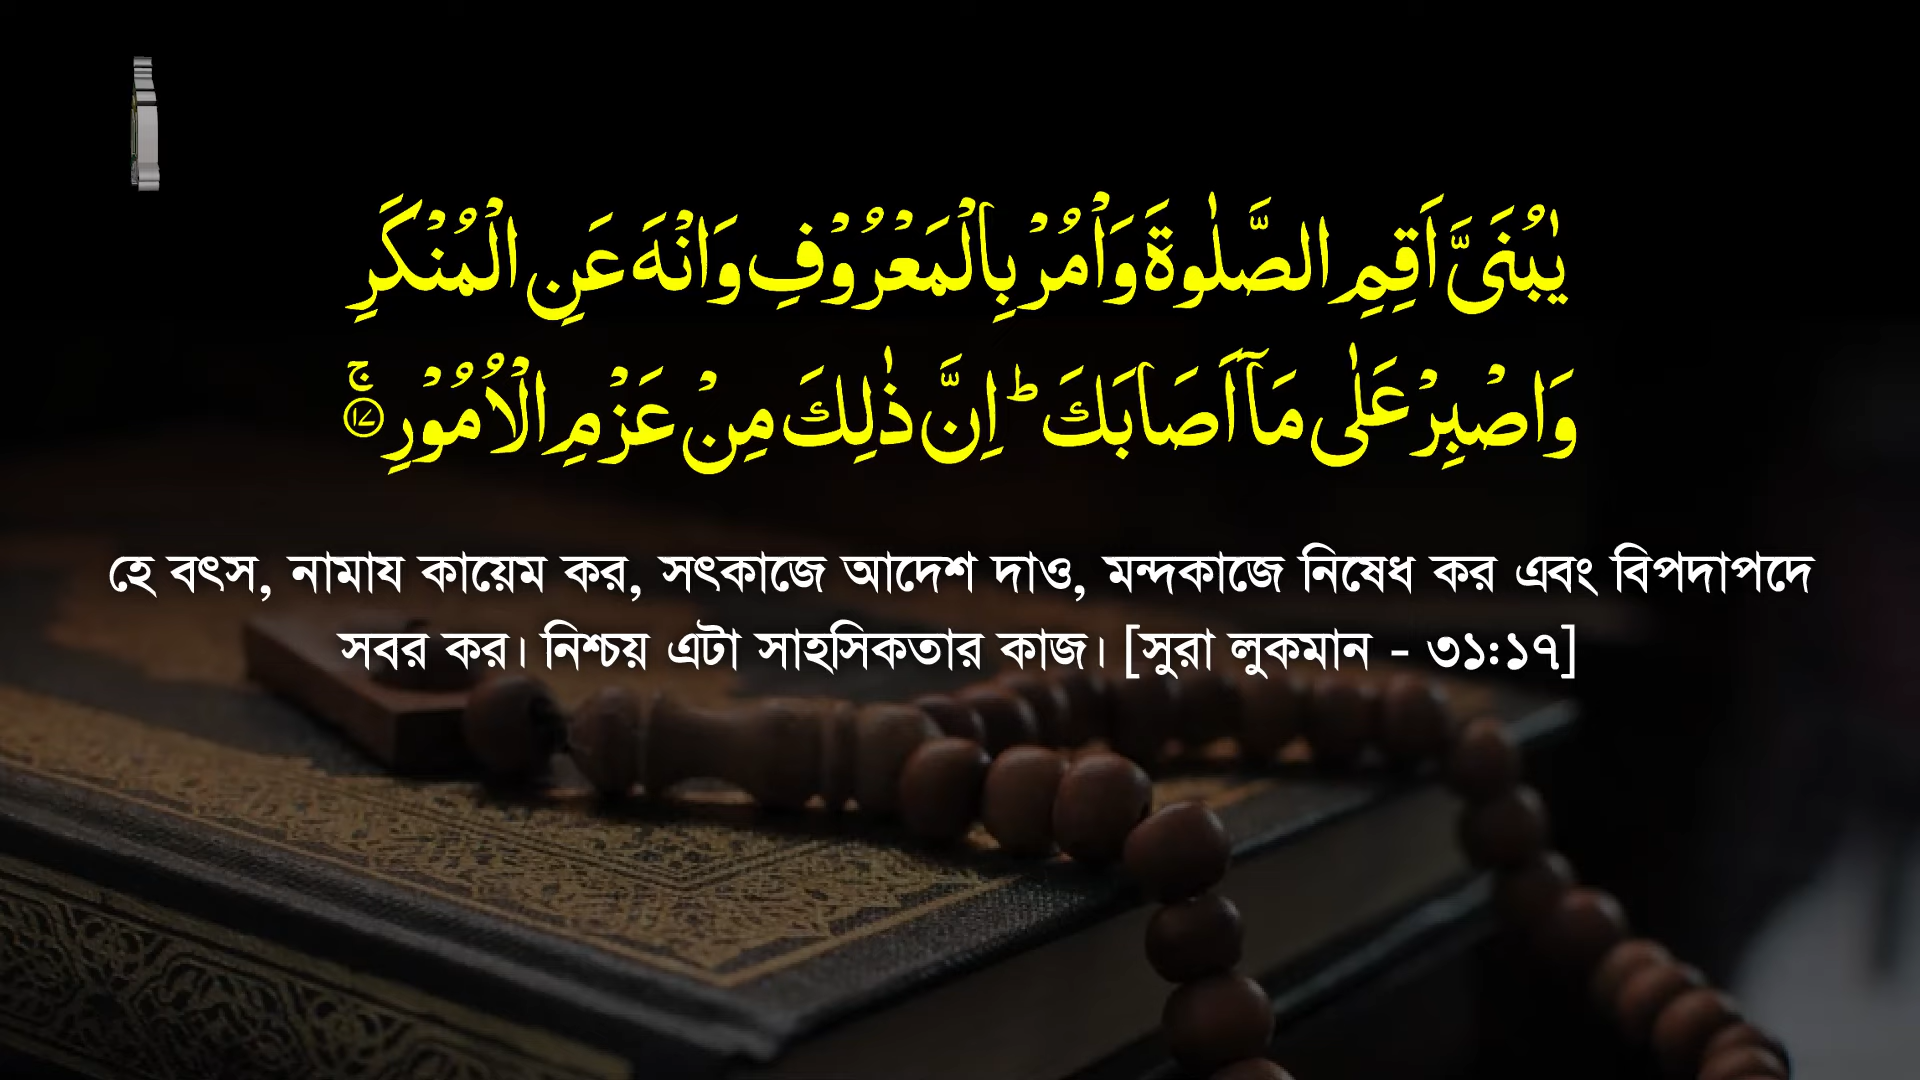 يٰبُنَىَّ اَقِمِ الصَّلٰوةَ وَاۡمُرۡ بِالۡمَعۡرُوۡفِ وَانۡهَ عَنِ الۡمُنۡكَرِ
وَاصۡبِرۡ عَلٰى مَاۤ اَصَابَكَ‌ؕ اِنَّ ذٰلِكَ مِنۡ عَزۡمِ الۡاُمُوۡرِ‌ۚ‏ ١٧
হে বৎস, নামায কায়েম কর, সৎকাজে আদেশ দাও, মন্দকাজে নিষেধ কর এবং বিপদাপদে
সবর কর। নিশ্চয় এটা সাহসিকতার কাজ। [সুরা লুকমান - ৩১:১৭]